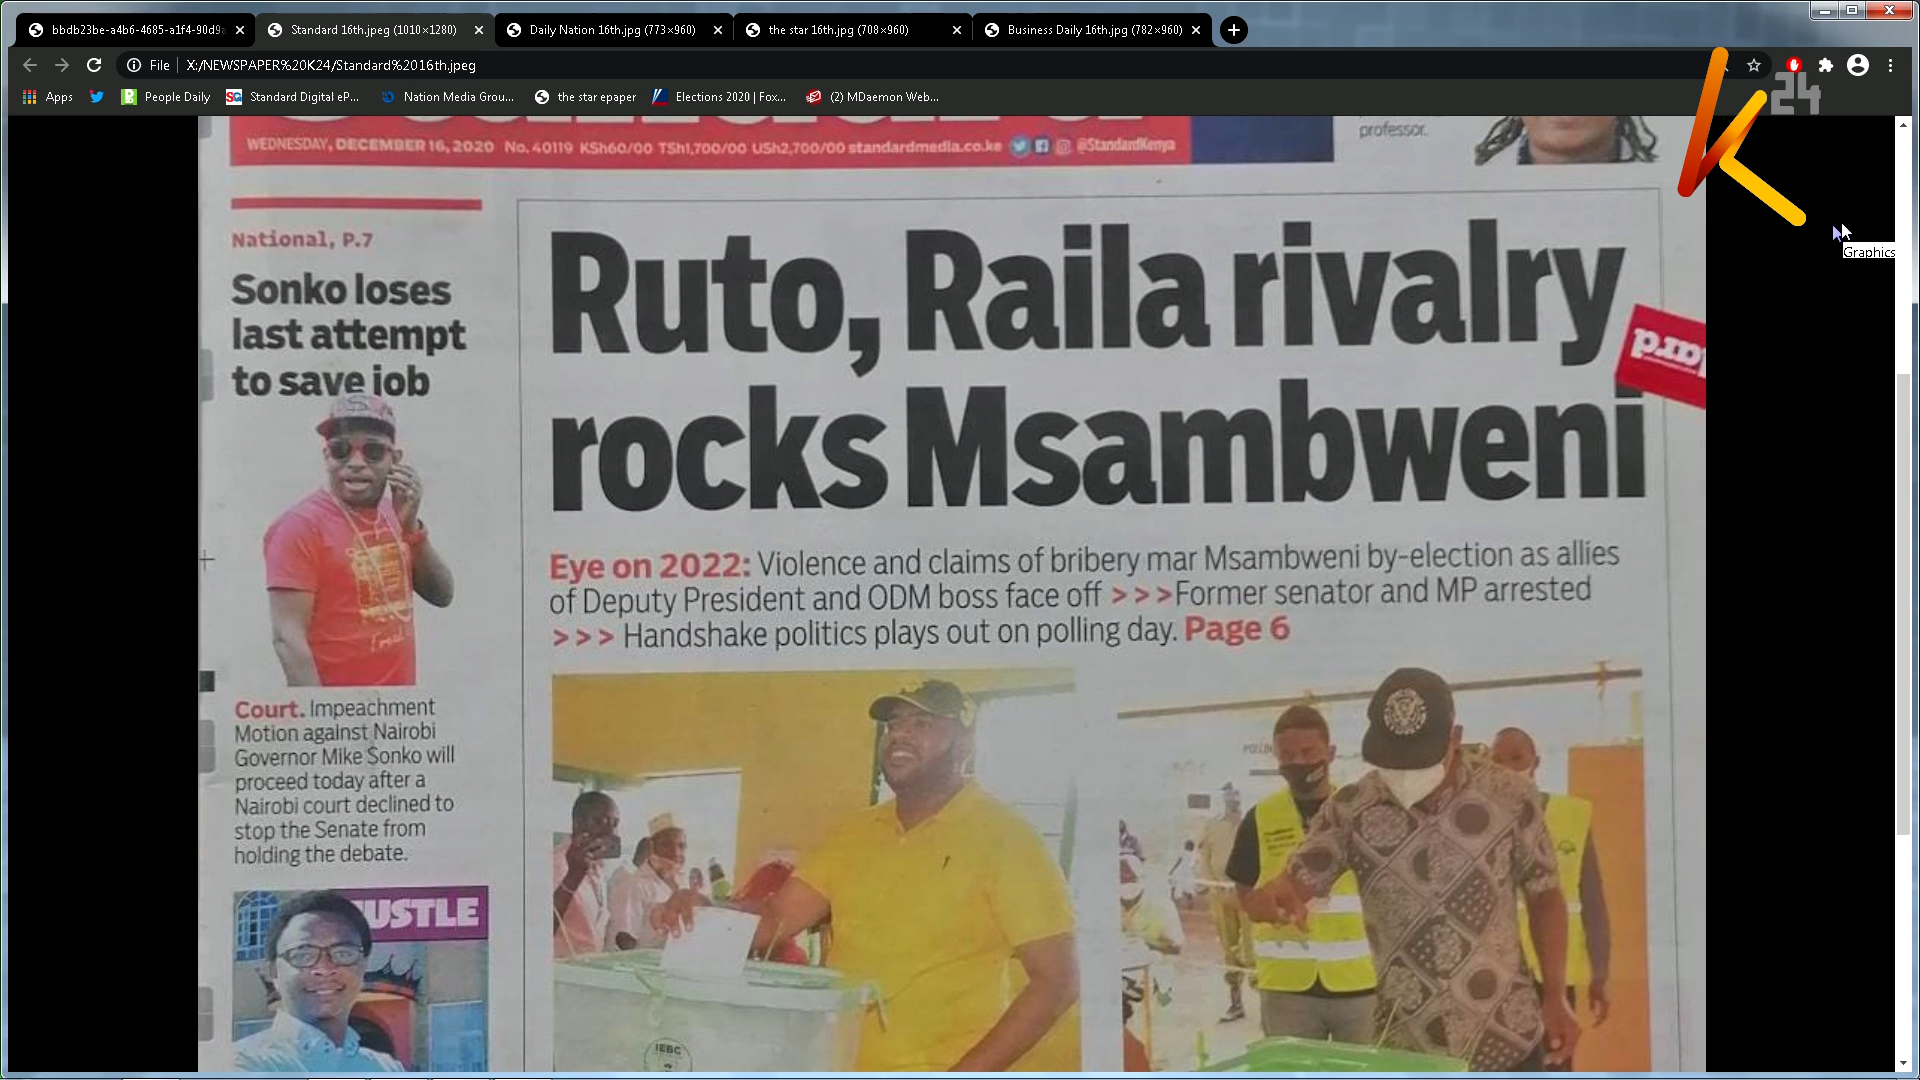 bbdb23be-a4b6-4685-a1f4-90d9a
Standard 16th.jpeg (1010×1280)
Daily Nation 16th.jpg (773×960)
the star 16th.jpg (708×960)
Business Daily 16th.jpg (782×960)
File X:/NEWSPAPER%20K24/Standard%2016th.jpeg
Apps People Daily Standard Digital eP... Nation Media Grou... the star epaper Elections 2020 | Fox... (2) MDaemon Web...
K24
Graphics
professor.
WEDNESDAY, DECEMBER 16, 2020 No. 40119 KSh60/00 TSh1,700/00 USh2,700/00 standardmedia.co.ke @StandardKenya
National, P.7
Sonko loses
last attempt
to save job
Court. Impeachment
Motion against Nairobi
Governor Mike Sonko will
proceed today after a
Nairobi court declined to
stop the Senate from
holding the debate.
USTLE
Ruto, Raila rivalry
rocks Msambweni
Eye on 2022: Violence and claims of bribery mar Msambweni by-election as allies
of Deputy President and ODM boss face off >>>Former senator and MP arrested
>>> Handshake politics plays out on polling day. Page 6
IEBC